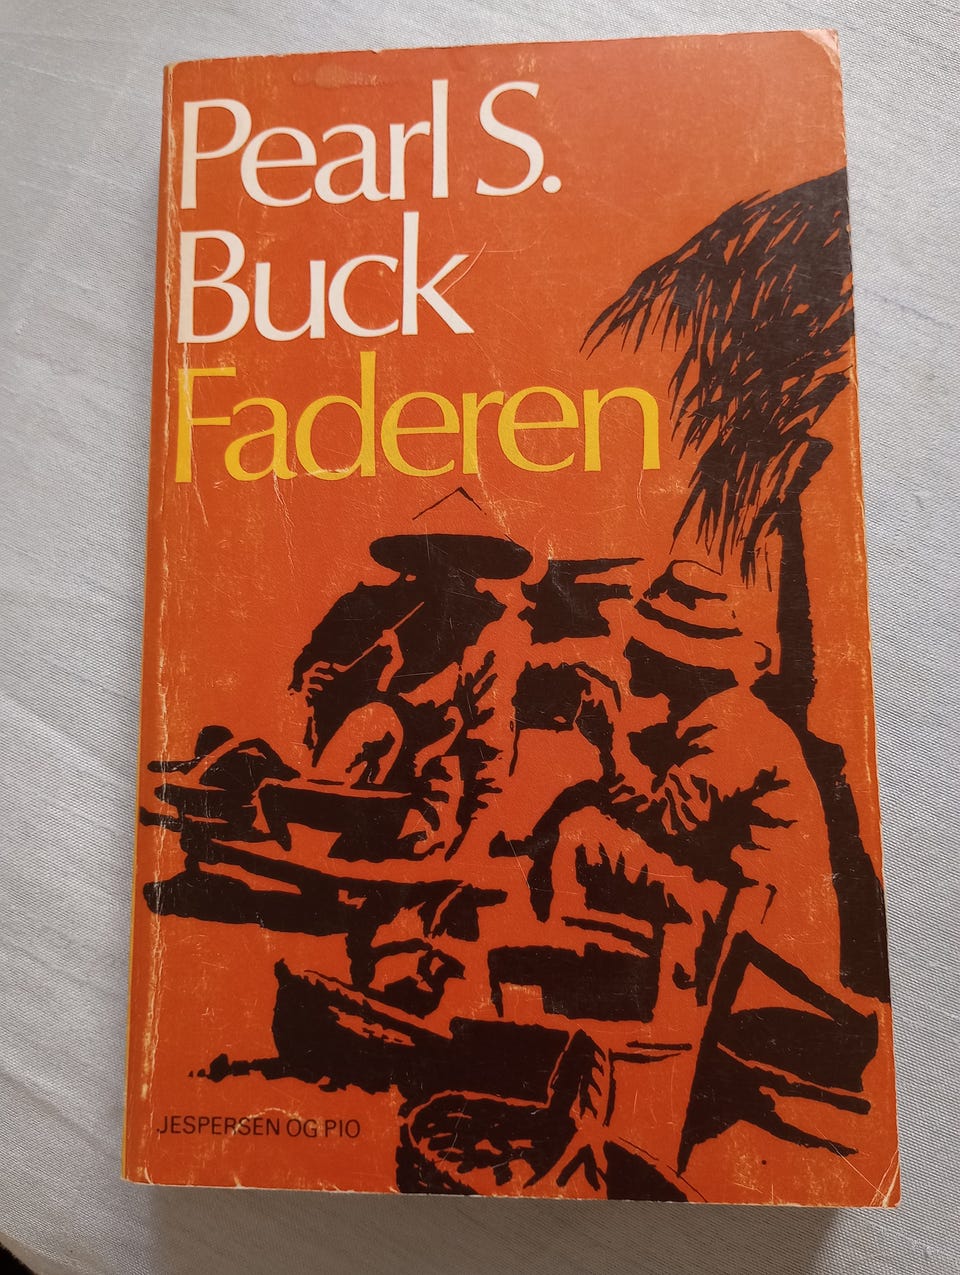 Pearl S.
Buck
Faderen
JESPERSEN OG PIO